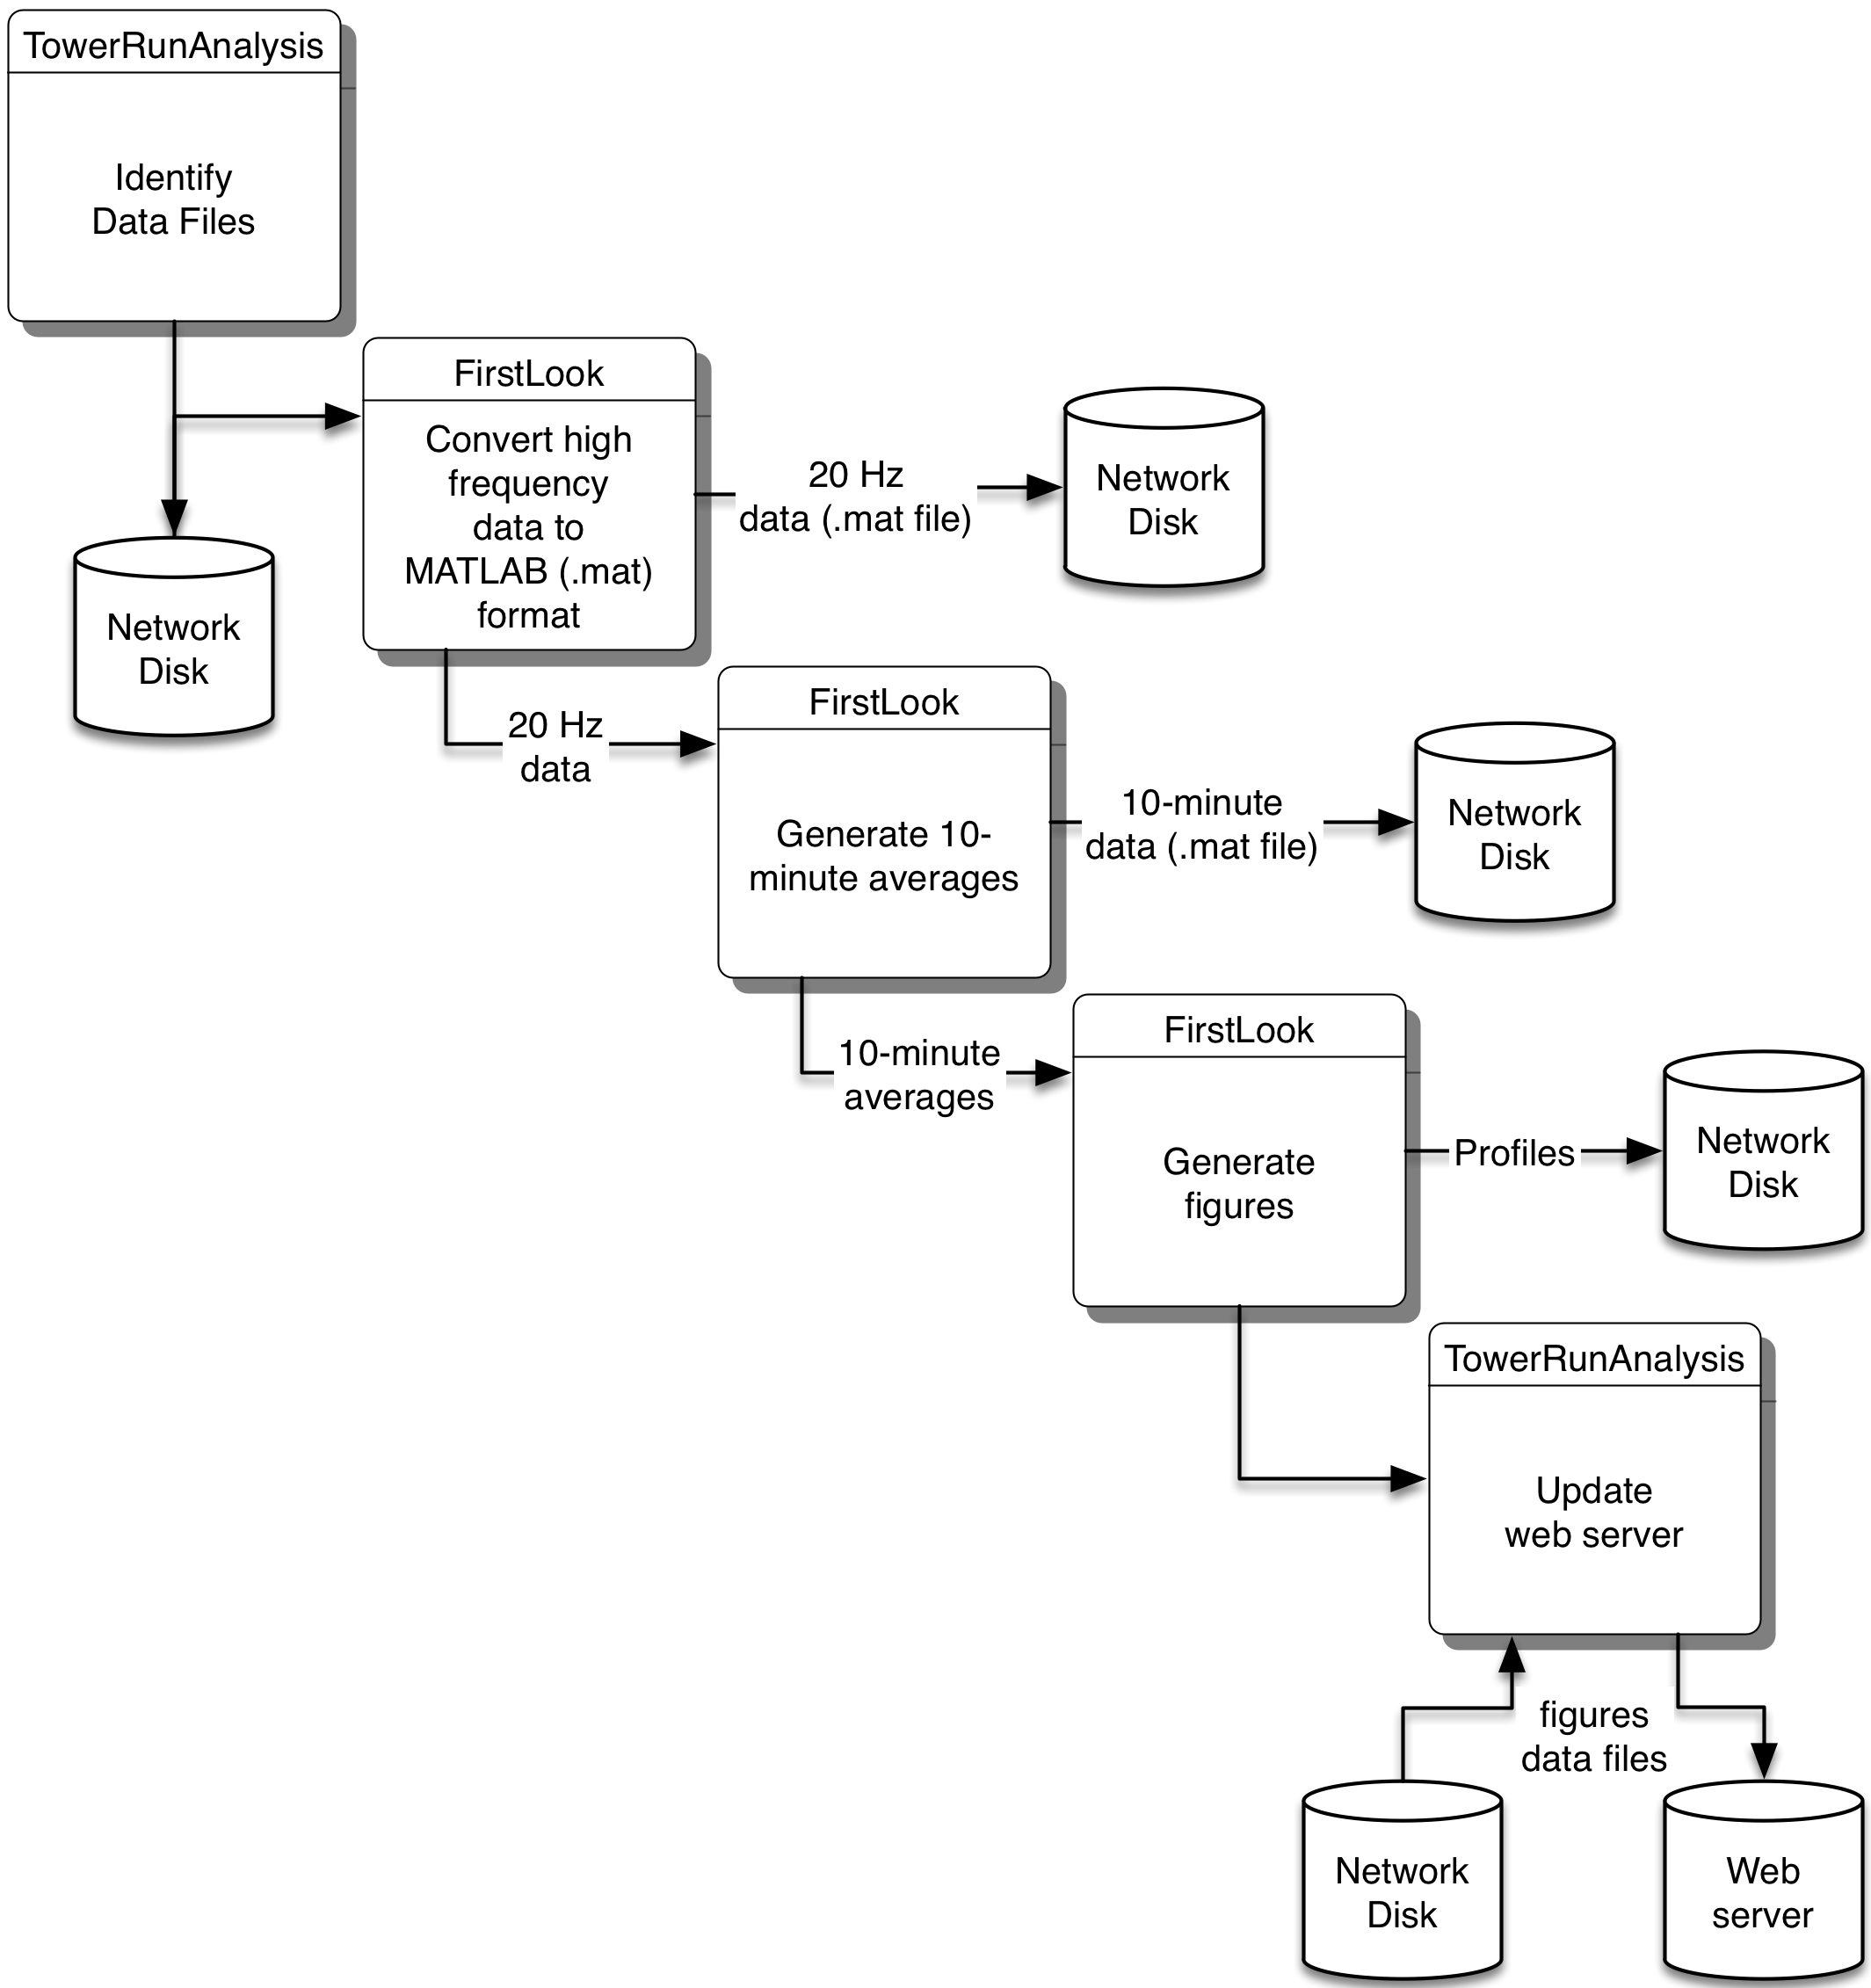 TowerRunAnalysis
Identify
Data Files
Network
Disk
FirstLook
Convert high
frequency
data to
MATLAB (.mat)
format
20 Hz
data (.mat file)
Network
Disk
20 Hz
data
FirstLook
Generate 10-
minute averages
10-minute
data (.mat file)
Network
Disk
10-minute
averages
FirstLook
Generate
figures
Profiles
Network
Disk
TowerRunAnalysis
Update
web server
figures
data files
Network
Disk
Web
server